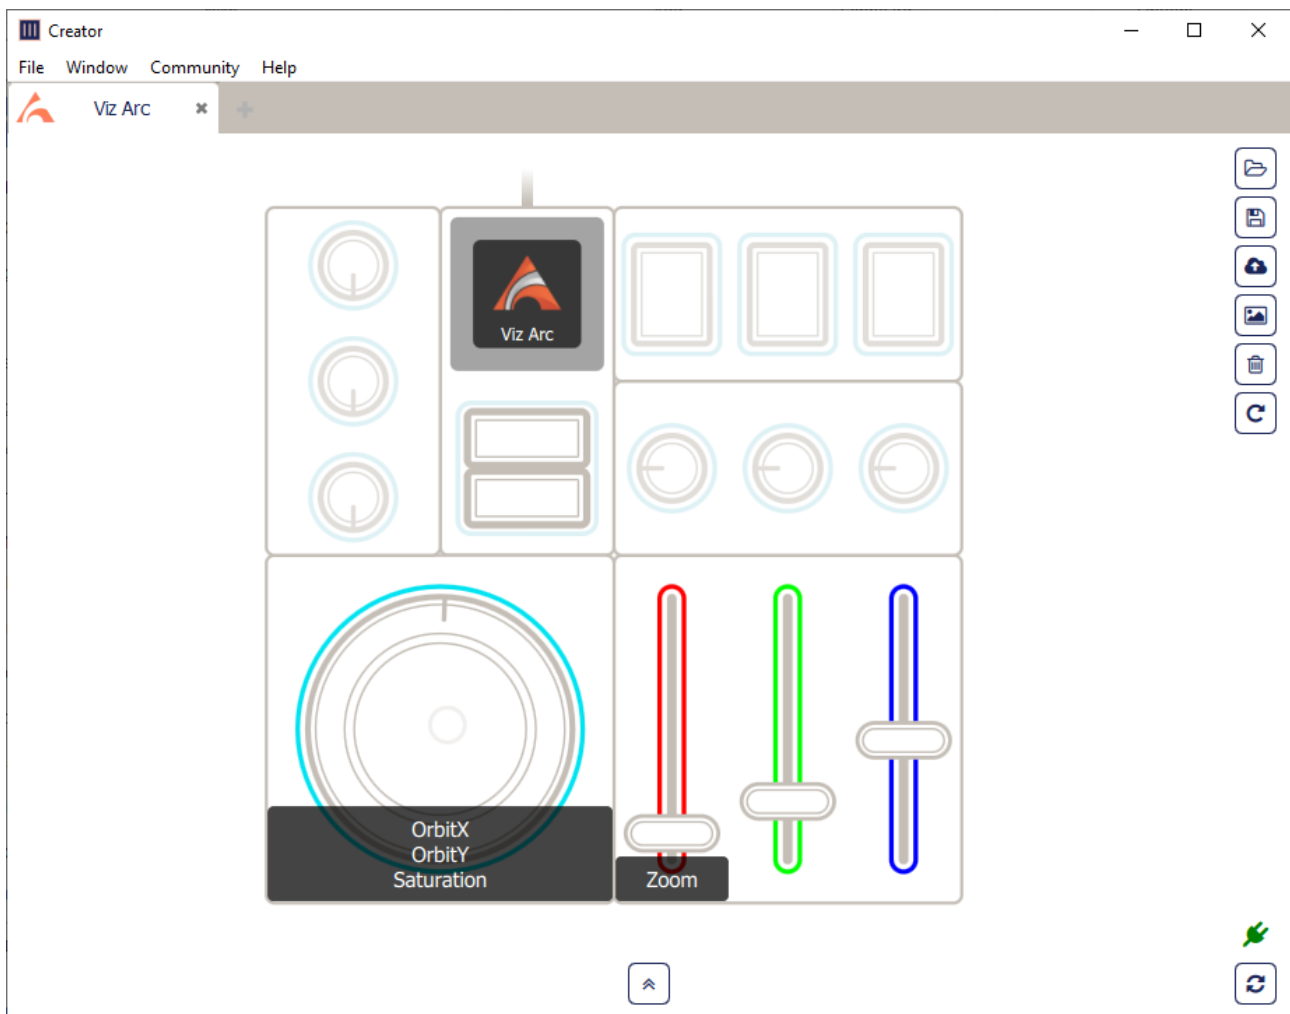 Creator
File Window Community Help
Viz Arc
Viz Arc
OrbitX
OrbitY
Saturation
Zoom